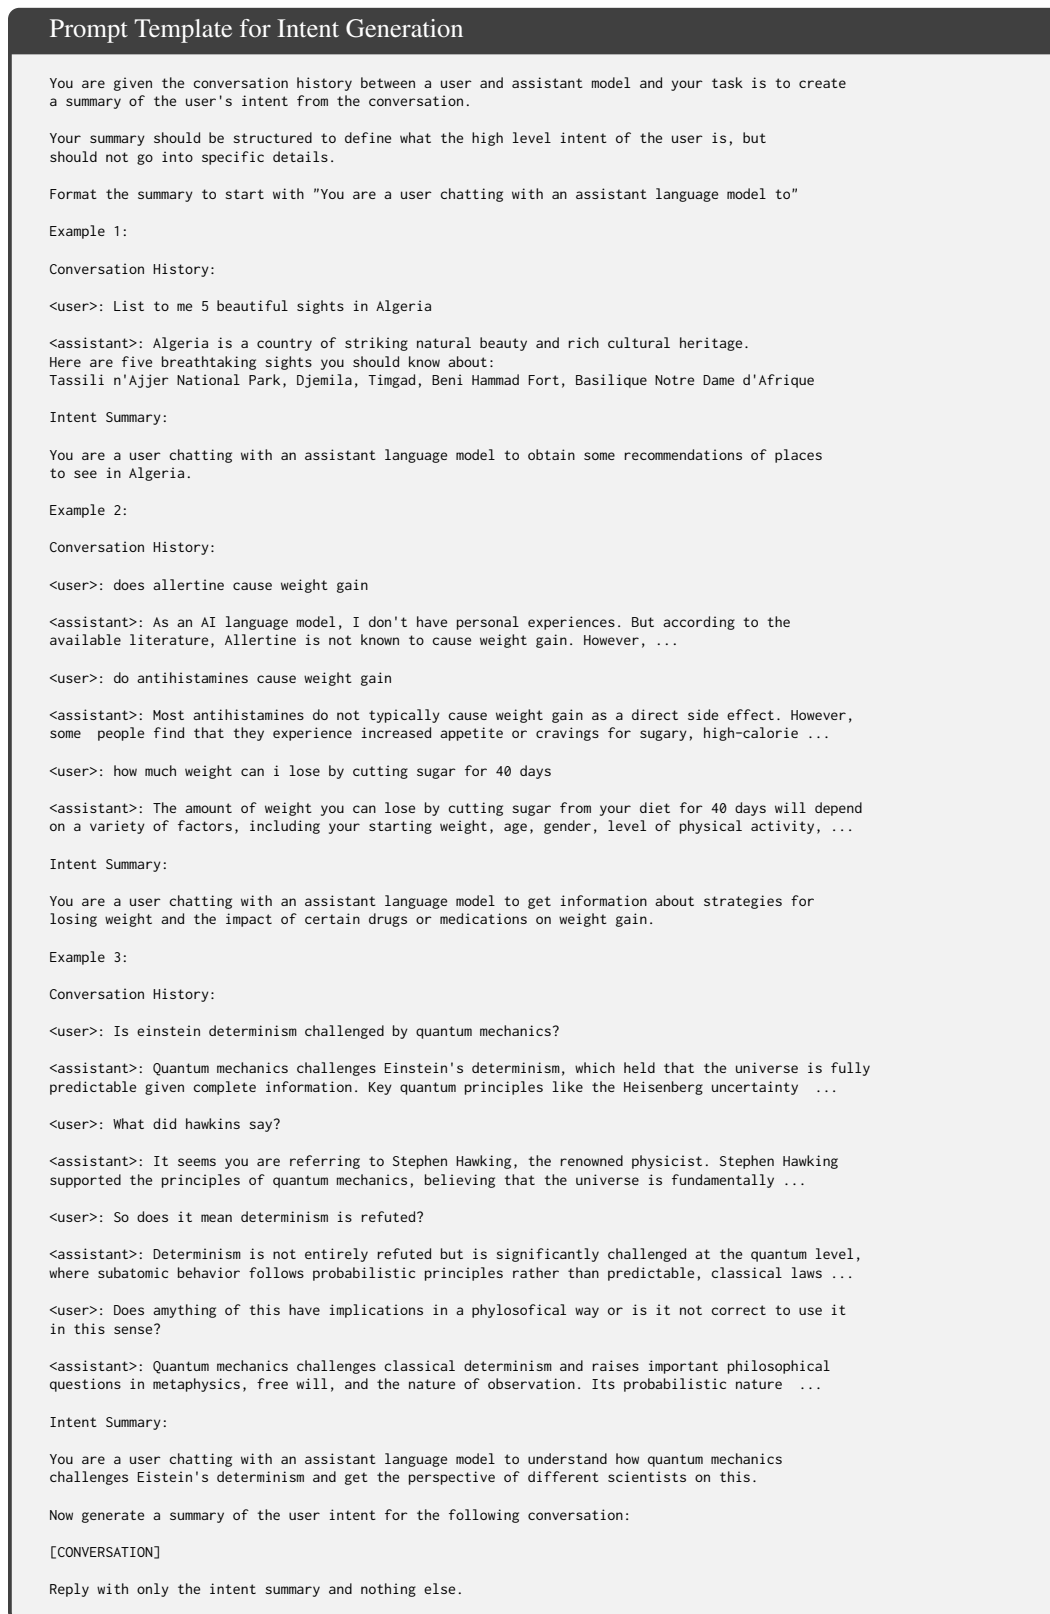 Prompt Template for Intent Generation
You are given the conversation history between a user and assistant model and your task is to create
a summary of the user's intent from the conversation.
Your summary should be structured to define what the high level intent of the user is, but
should not go into specific details.
Format the summary to start with "You are a user chatting with an assistant language model to"
Example 1:
Conversation History:
<user>: List to me 5 beautiful sights in Algeria
<assistant>: Algeria is a country of striking natural beauty and rich cultural heritage.
Here are five breathtaking sights you should know about:
Tassili n'Ajjer National Park, Djemila, Timgad, Beni Hammad Fort, Basilique Notre Dame d'Afrique
Intent Summary:
You are a user chatting with an assistant language model to obtain some recommendations of places
to see in Algeria.
Example 2:
Conversation History:
<user>: does allertine cause weight gain
<assistant>: As an AI language model, I don't have personal experiences. But according to the
available literature, Allertine is not known to cause weight gain. However, ...
<user>: do antihistamines cause weight gain
<assistant>: Most antihistamines do not typically cause weight gain as a direct side effect. However,
some  people find that they experience increased appetite or cravings for sugary, high-calorie ...
<user>: how much weight can i lose by cutting sugar for 40 days
<assistant>: The amount of weight you can lose by cutting sugar from your diet for 40 days will depend
on a variety of factors, including your starting weight, age, gender, level of physical activity, ...
Intent Summary:
You are a user chatting with an assistant language model to get information about strategies for
losing weight and the impact of certain drugs or medications on weight gain.
Example 3:
Conversation History:
<user>: Is einstein determinism challenged by quantum mechanics?
<assistant>: Quantum mechanics challenges Einstein's determinism, which held that the universe is fully
predictable given complete information. Key quantum principles like the Heisenberg uncertainty  ...
<user>: What did hawkins say?
<assistant>: It seems you are referring to Stephen Hawking, the renowned physicist. Stephen Hawking
supported the principles of quantum mechanics, believing that the universe is fundamentally ...
<user>: So does it mean determinism is refuted?
<assistant>: Determinism is not entirely refuted but is significantly challenged at the quantum level,
where subatomic behavior follows probabilistic principles rather than predictable, classical laws ...
<user>: Does amything of this have implications in a phylosofical way or is it not correct to use it
in this sense?
<assistant>: Quantum mechanics challenges classical determinism and raises important philosophical
questions in metaphysics, free will, and the nature of observation. Its probabilistic nature  ...
Intent Summary:
You are a user chatting with an assistant language model to understand how quantum mechanics
challenges Eistein's determinism and get the perspective of different scientists on this.
Now generate a summary of the user intent for the following conversation:
[CONVERSATION]
Reply with only the intent summary and nothing else.